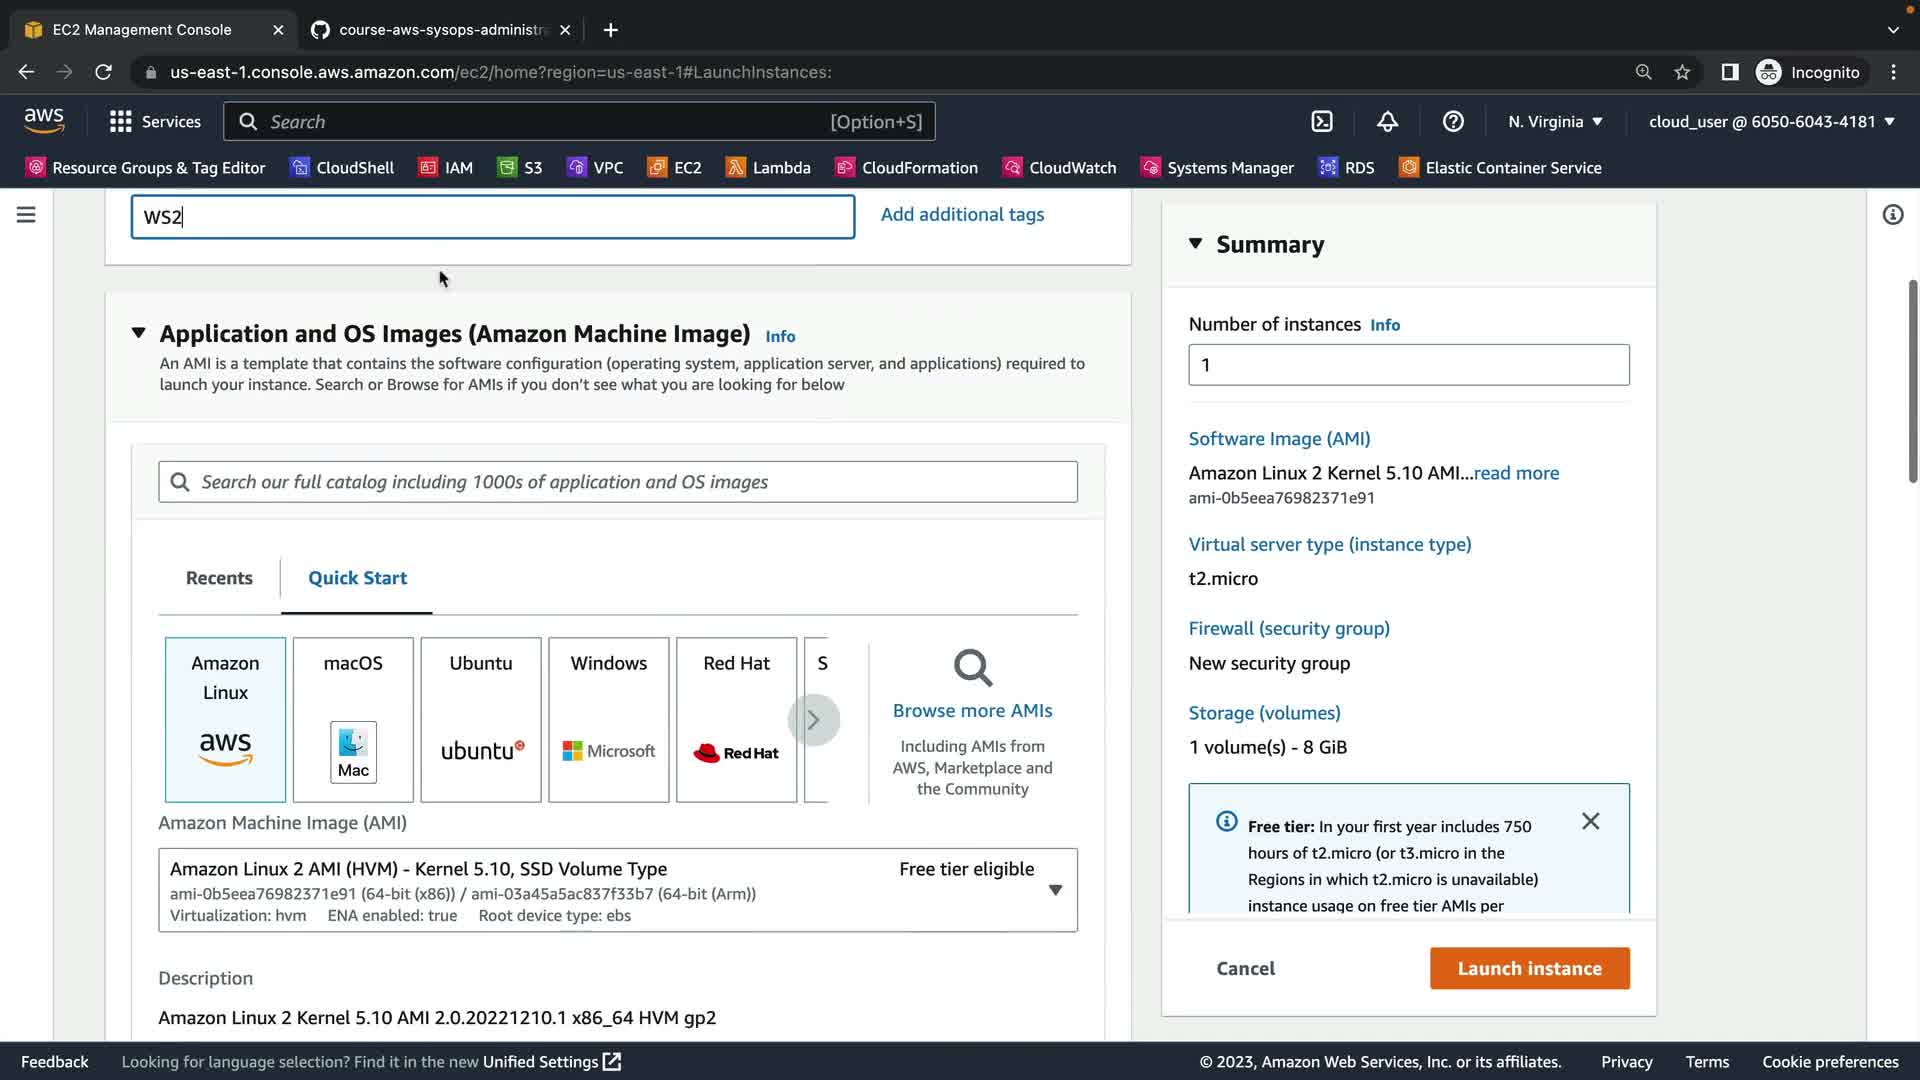 EC2 Management Console
course-aws-sysops-administr
us-east-1.console.aws.amazon.com/ec2/home?region=us-east-1#LaunchInstances:
Incognito
aws
Services
Search
[Option+S]
N. Virginia
cloud_user @ 6050-6043-4181
Resource Groups & Tag Editor
CloudShell
IAM
S3
VPC
EC2
Lambda
CloudFormation
CloudWatch
Systems Manager
RDS
Elastic Container Service
WS2
Add additional tags
Application and OS Images (Amazon Machine Image) Info
An AMI is a template that contains the software configuration (operating system, application server, and applications) required to
launch your instance. Search or Browse for AMIs if you don't see what you are looking for below
Search our full catalog including 1000s of application and OS images
Recents
Quick Start
Amazon
Linux
aws
macOS
Mac
Ubuntu
ubuntu
Windows
Microsoft
Red Hat
Red Hat
S
Browse more AMIs
Including AMIs from
AWS, Marketplace and
the Community
Amazon Machine Image (AMI)
Amazon Linux 2 AMI (HVM) - Kernel 5.10, SSD Volume Type
Free tier eligible
ami-0b5eea76982371e91 (64-bit (x86)) / ami-03a45a5ac837f33b7 (64-bit (Arm))
Virtualization: hvm ENA enabled: true Root device type: ebs
Description
Amazon Linux 2 Kernel 5.10 AMI 2.0.20221210.1 x86_64 HVM gp2
Summary
Number of instances Info
1
Software Image (AMI)
Amazon Linux 2 Kernel 5.10 AMI...read more
ami-0b5eea76982371e91
Virtual server type (instance type)
t2.micro
Firewall (security group)
New security group
Storage (volumes)
1 volume(s) - 8 GiB
Free tier: In your first year includes 750
hours of t2.micro (or t3.micro in the
Regions in which t2.micro is unavailable)
instance usage on free tier AMIs per
Cancel
Launch instance
Feedback
Looking for language selection? Find it in the new Unified Settings
© 2023, Amazon Web Services, Inc. or its affiliates.
Privacy
Terms
Cookie preferences